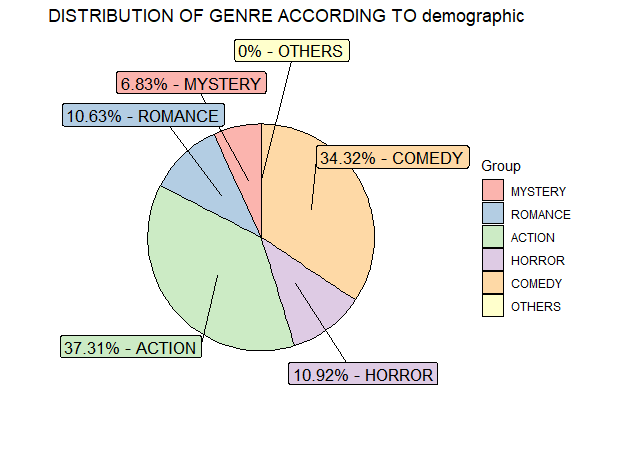 DISTRIBUTION OF GENRE ACCORDING TO demographic
0% - OTHERS
6.83% - MYSTERY
10.63% - ROMANCE
34.32% - COMEDY
37.31% - ACTION
10.92% - HORROR
Group
MYSTERY
ROMANCE
ACTION
HORROR
COMEDY
OTHERS